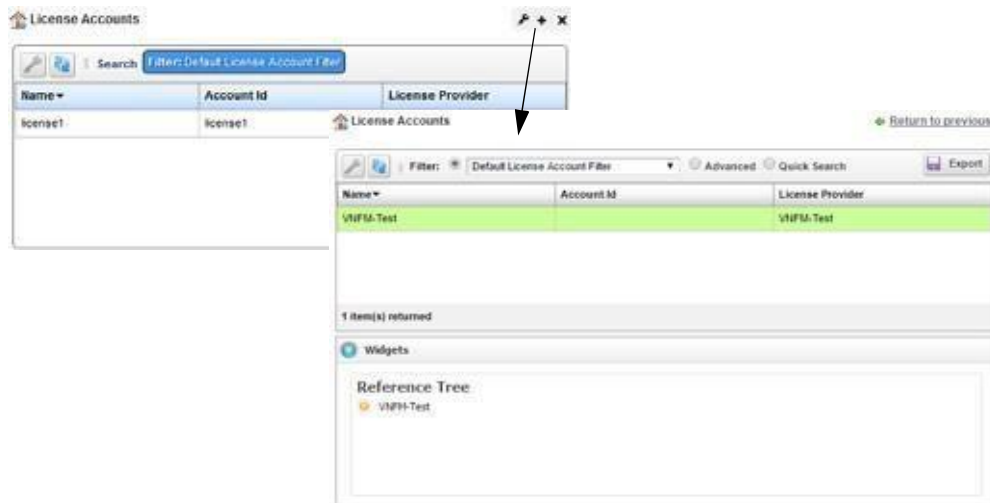 License Accounts
Search Filter: Default License Account Filter
Name Account Id License Provider
license1 license1
License Accounts Return to previous
Filter: Default License Account Filter Advanced Quick Search Export
Name Account Id License Provider
VNFM-Test VNFM-Test
1 item(s) returned
Widgets
Reference Tree
VNFM-Test